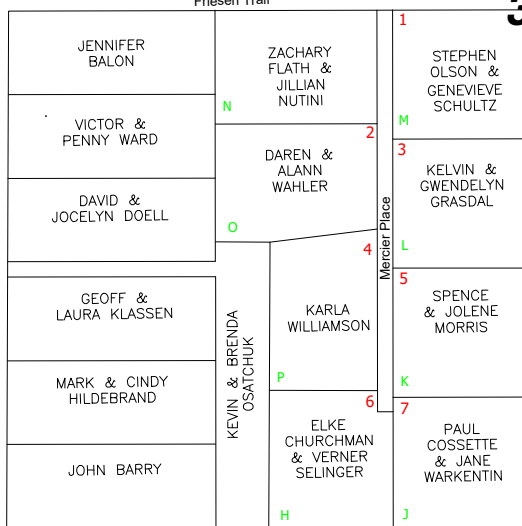 Friesen Trail
3
JENNIFER
BALON
ZACHARY
FLATH &
JILLIAN
NUTINI
N
1
STEPHEN
OLSON &
GENEVIEVE
SCHULTZ
M
VICTOR &
PENNY WARD
2
DAREN &
ALANN
WAHLER
O
3
KELVIN &
GWENDELYN
GRASDAL
L
DAVID &
JOCELYN DOELL
Mercier Place
4
KARLA
WILLIAMSON
P
5
SPENCE
& JOLENE
MORRIS
K
GEOFF &
LAURA KLASSEN
KEVIN & BRENDA
OSATCHUK
MARK & CINDY
HILDEBRAND
6
ELKE
CHURCHMAN
& VERNER
SELINGER
H
7
PAUL
COSSETTE
& JANE
WARKENTIN
J
JOHN BARRY